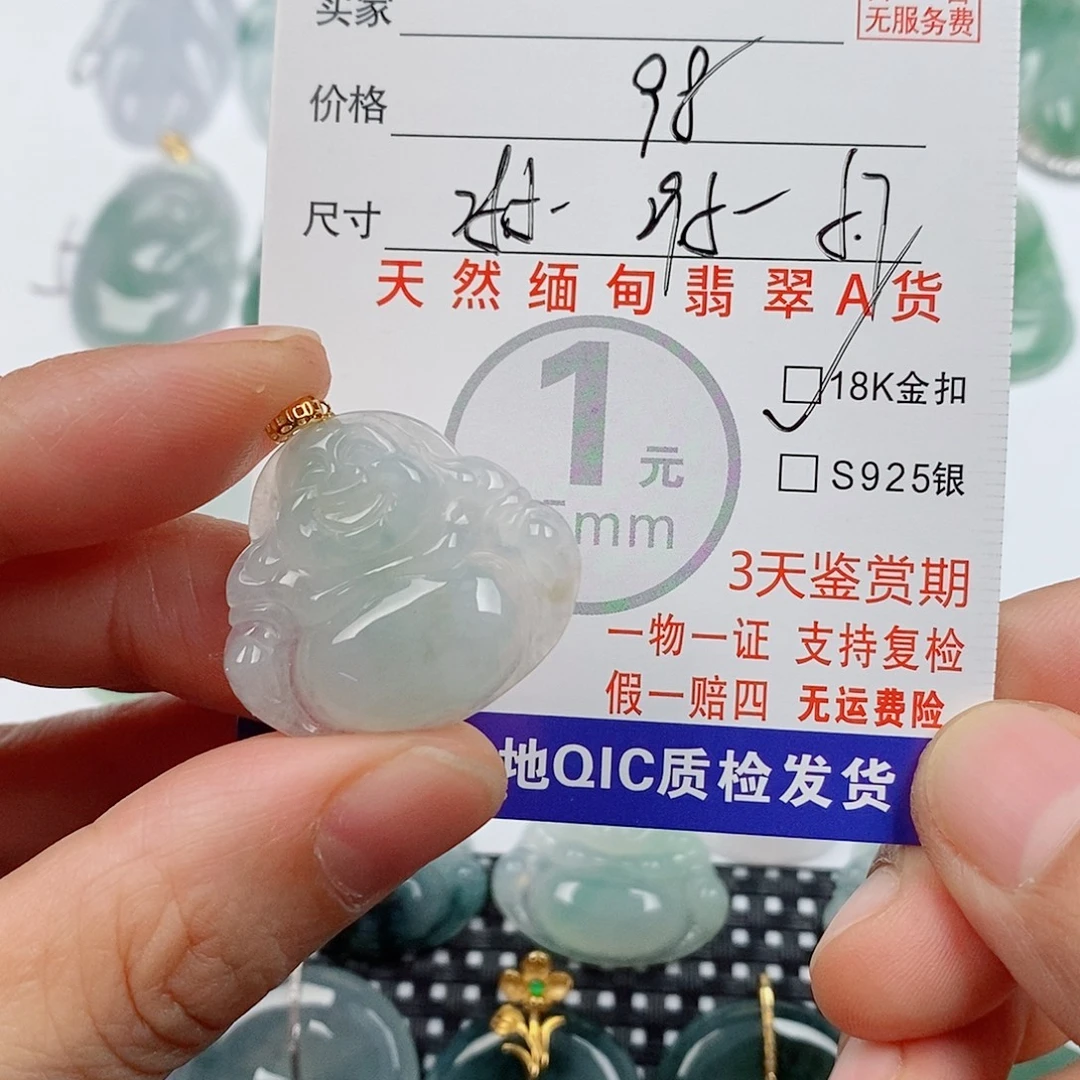 买家
无服务费
价格 98
尺寸
天然缅甸翡翠A货
1元
5mm
18K金扣
S925银
3天鉴赏期
一物一证 支持复检
假一赔四 无运费险
地QIC质检发货